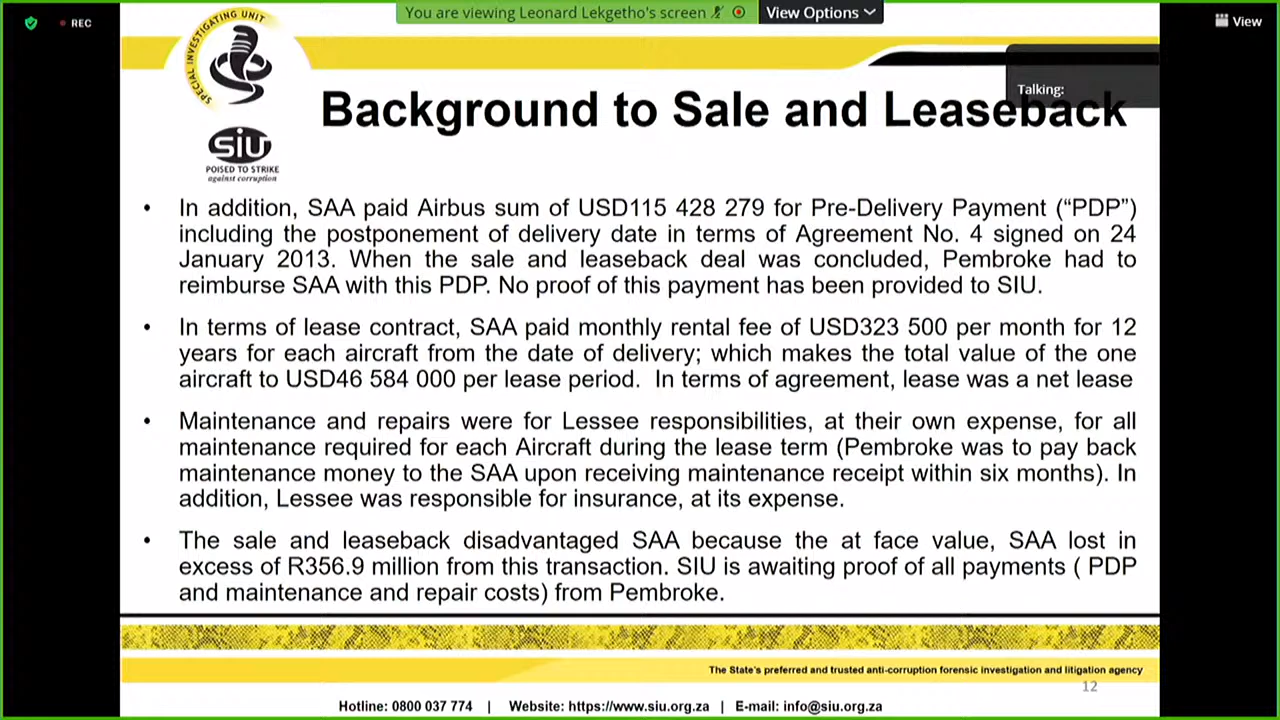 You are viewing Leonard Lekgetho's screen
View Options
REC
View
SPECIAL INVESTIGATING UNIT
Talking:
Background to Sale and Leaseback
SIU
POISED TO STRIKE
against corruption
• In addition, SAA paid Airbus sum of USD115 428 279 for Pre-Delivery Payment (“PDP”)
including the postponement of delivery date in terms of Agreement No. 4 signed on 24
January 2013. When the sale and leaseback deal was concluded, Pembroke had to
reimburse SAA with this PDP. No proof of this payment has been provided to SIU.
• In terms of lease contract, SAA paid monthly rental fee of USD323 500 per month for 12
years for each aircraft from the date of delivery; which makes the total value of the one
aircraft to USD46 584 000 per lease period. In terms of agreement, lease was a net lease
• Maintenance and repairs were for Lessee responsibilities, at their own expense, for all
maintenance required for each Aircraft during the lease term (Pembroke was to pay back
maintenance money to the SAA upon receiving maintenance receipt within six months). In
addition, Lessee was responsible for insurance, at its expense.
• The sale and leaseback disadvantaged SAA because the at face value, SAA lost in
excess of R356.9 million from this transaction. SIU is awaiting proof of all payments ( PDP
and maintenance and repair costs) from Pembroke.
The State's preferred and trusted anti-corruption forensic investigation and litigation agency
12
Hotline: 0800 037 774 | Website: https://www.siu.org.za | E-mail: info@siu.org.za